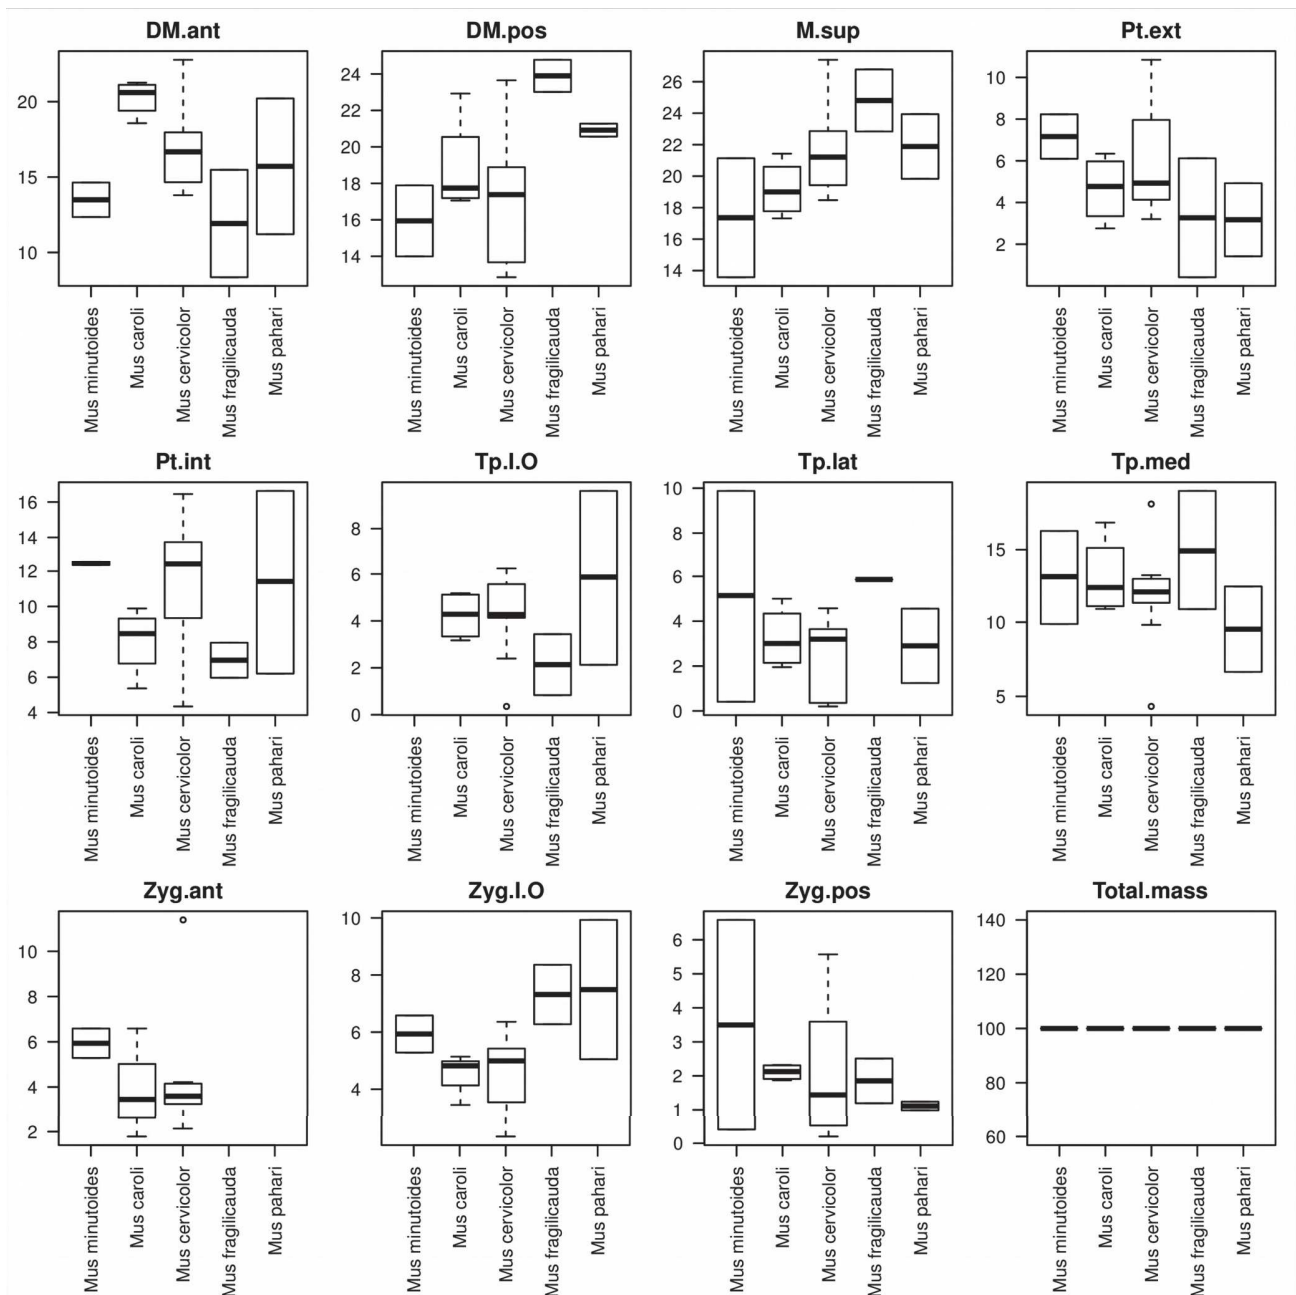 DM.ant DM.pos M.sup Pt.ext
20 15 10
24 22 20 18 16 14
26 24 22 20 18 16 14
10 8 6 4 2
Mus minutoides Mus caroli Mus cervicolor Mus fragilicauda Mus pahari
Mus minutoides Mus caroli Mus cervicolor Mus fragilicauda Mus pahari
Mus minutoides Mus caroli Mus cervicolor Mus fragilicauda Mus pahari
Mus minutoides Mus caroli Mus cervicolor Mus fragilicauda Mus pahari
Pt.int Tp.I.O Tp.lat Tp.med
16 14 12 10 8 6 4
8 6 4 2 0
10 8 6 4 2 0
15 10 5
Mus minutoides Mus caroli Mus cervicolor Mus fragilicauda Mus pahari
Mus minutoides Mus caroli Mus cervicolor Mus fragilicauda Mus pahari
Mus minutoides Mus caroli Mus cervicolor Mus fragilicauda Mus pahari
Mus minutoides Mus caroli Mus cervicolor Mus fragilicauda Mus pahari
Zyg.ant Zyg.I.O Zyg.pos Total.mass
10 8 6 4 2
10 8 6 4
6 5 4 3 2 1 0
140 120 100 80 60
Mus minutoides Mus caroli Mus cervicolor Mus fragilicauda Mus pahari
Mus minutoides Mus caroli Mus cervicolor Mus fragilicauda Mus pahari
Mus minutoides Mus caroli Mus cervicolor Mus fragilicauda Mus pahari
Mus minutoides Mus caroli Mus cervicolor Mus fragilicauda Mus pahari